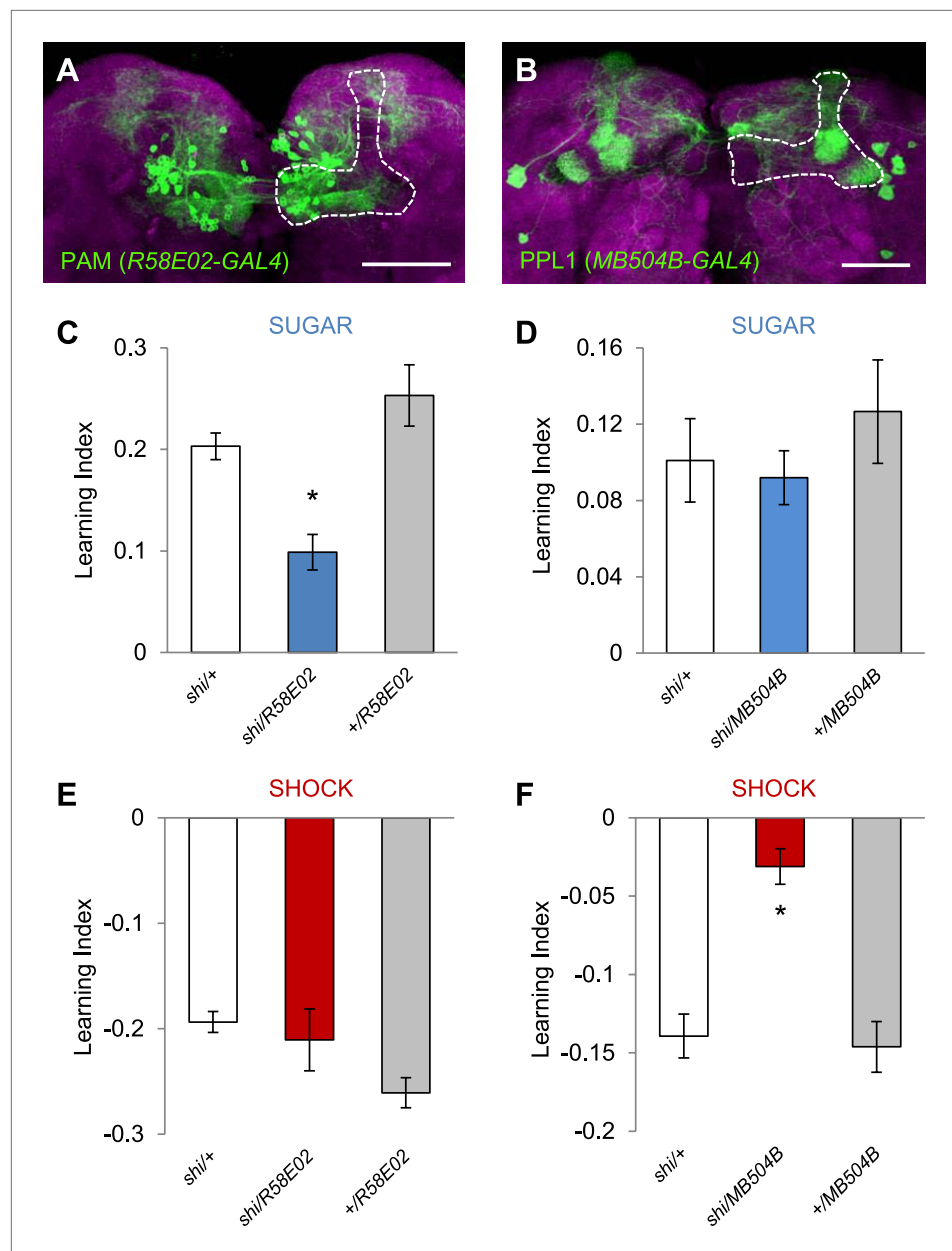 A
PAM (R58E02-GAL4)
B
PPL1 (MB504B-GAL4)
C
SUGAR
Learning Index
0.3
0.2
0.1
0
*
shi/+
shi/R58E02
+/R58E02
D
SUGAR
Learning Index
0.16
0.12
0.08
0.04
0
shi/+
shi/MB504B
+/MB504B
E
SHOCK
Learning Index
0
-0.1
-0.2
-0.3
shi/+
shi/R58E02
+/R58E02
F
SHOCK
Learning Index
0
-0.05
-0.1
-0.15
-0.2
*
shi/+
shi/MB504B
+/MB504B